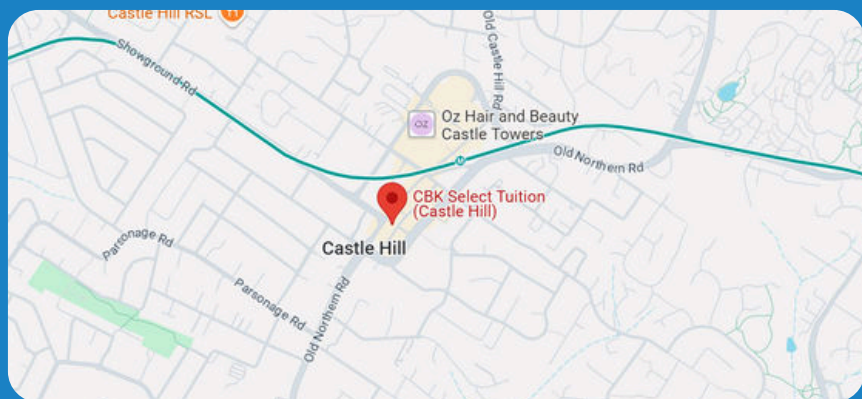 Castle Hill RSL
Showground Rd
Old Castle Hill Rd
OZ
Oz Hair and Beauty
Castle Towers
M
Old Northern Rd
CBK Select Tuition
(Castle Hill)
Castle Hill
Parsonage Rd
Parsonage Rd
Old Northern Rd